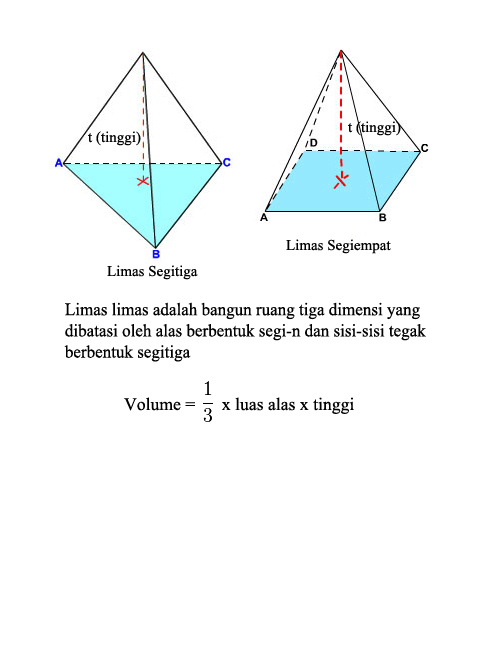 t (tinggi)
A
C
B
Limas Segitiga
D
t (tinggi)
C
A
B
Limas Segiempat
Limas limas adalah bangun ruang tiga dimensi yang
dibatasi oleh alas berbentuk segi-n dan sisi-sisi tegak
berbentuk segitiga
Volume = 1/3 x luas alas x tinggi